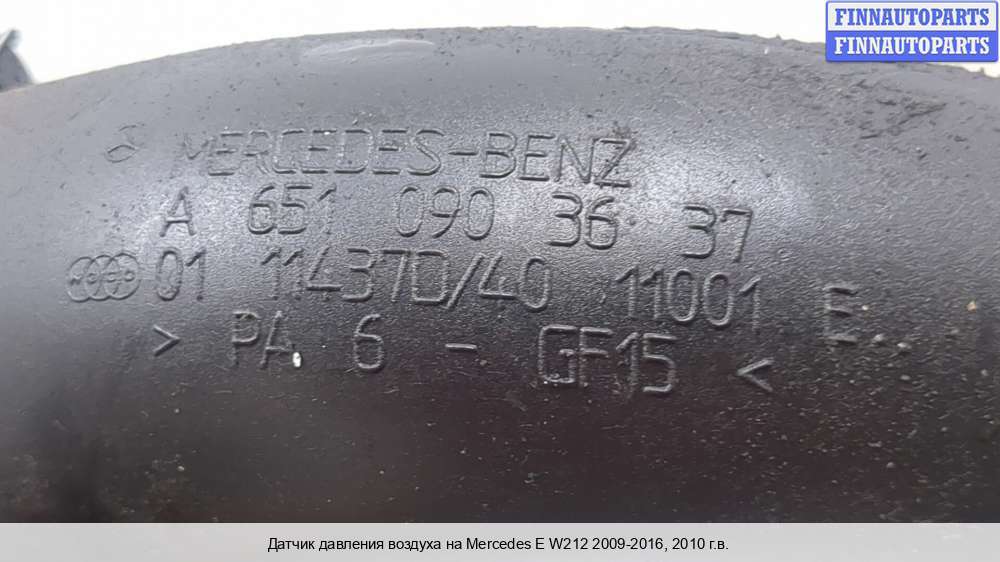 FINNAUTOPARTS
FINNAUTOPARTS
MERCEDES-BENZ
A 651 090 36 37
01 11437D/40 11001 E..
> PA 6 - GF15 <
Датчик давления воздуха на Mercedes E W212 2009-2016, 2010 г.в.